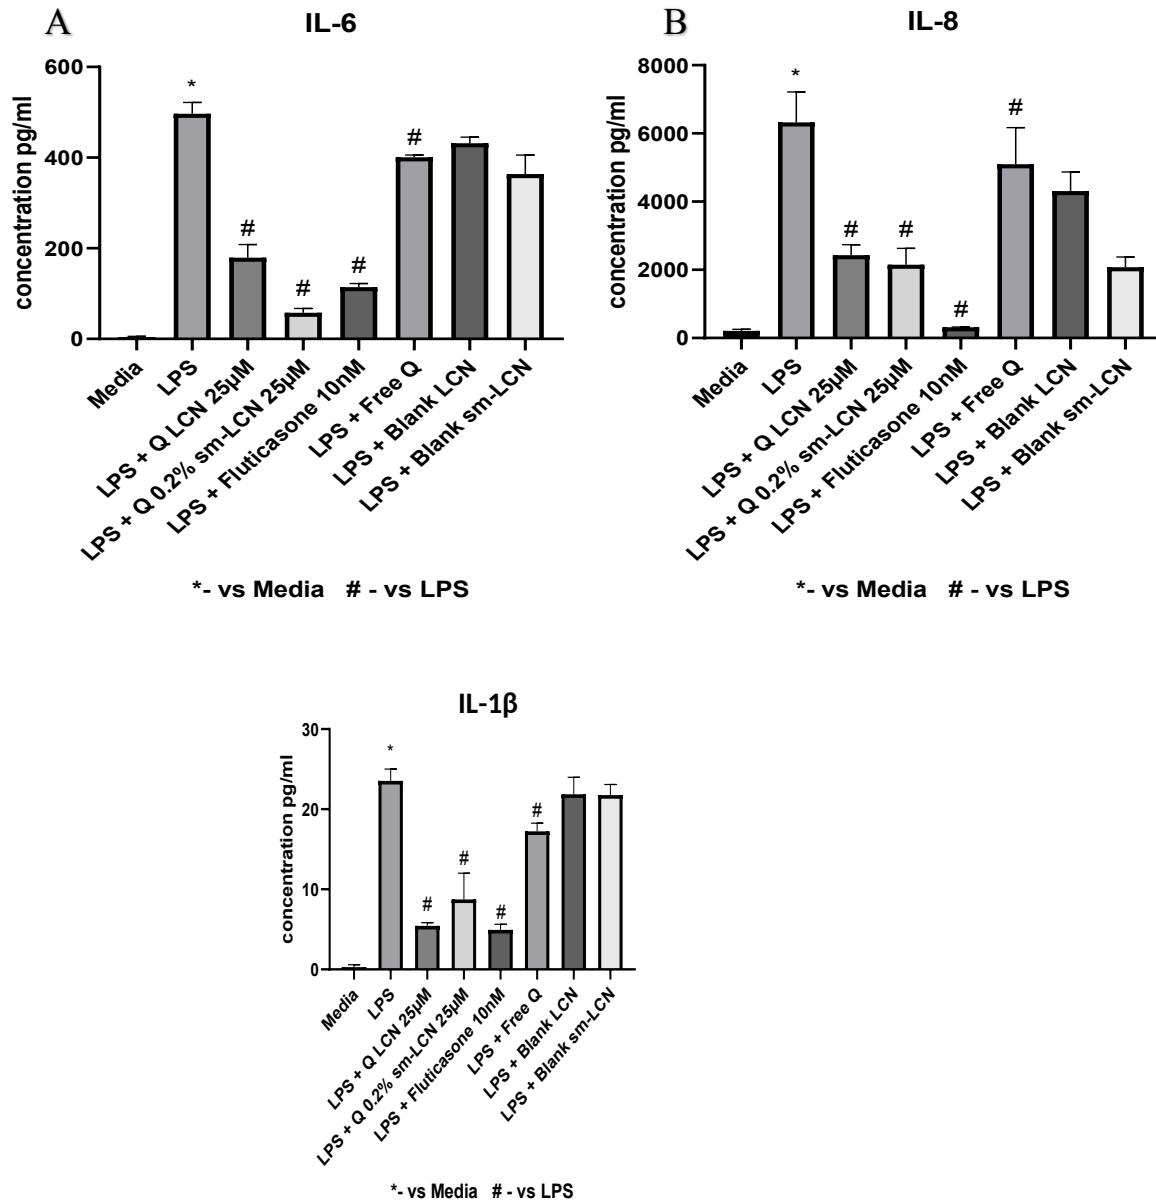 A
IL-6
concentration pg/ml
600
400
200
0
*
#
#
#
#
Media
LPS
LPS + Q LCN 25µM
LPS + Q 0.2% sm-LCN 25µM
LPS + Fluticasone 10nM
LPS + Free Q
LPS + Blank LCN
LPS + Blank sm-LCN
*- vs Media # - vs LPS
B
IL-8
concentration pg/ml
8000
6000
4000
2000
0
*
#
#
#
#
Media
LPS
LPS + Q LCN 25µM
LPS + Q 0.2% sm-LCN 25µM
LPS + Fluticasone 10nM
LPS + Free Q
LPS + Blank LCN
LPS + Blank sm-LCN
*- vs Media # - vs LPS
IL-1β
concentration pg/ml
30
20
10
0
*
#
#
#
#
Media
LPS
LPS + Q LCN 25µM
LPS + Q 0.2% sm-LCN 25µM
LPS + Fluticasone 10nM
LPS + Free Q
LPS + Blank LCN
LPS + Blank sm-LCN
*- vs Media # - vs LPS